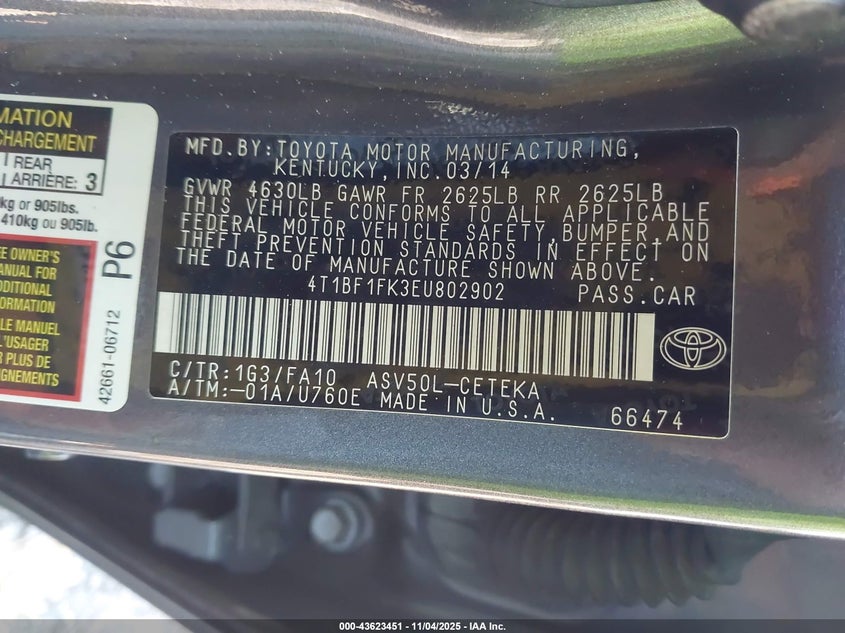 MATION
CHARGEMENT
REAR
ARRIÈRE: 3
kg or 905lbs.
410kg ou 905lb.
EE OWNER'S
MANUAL FOR
ADDITIONAL
LE MANUEL
L'USAGER
R PLUS DE
GNEMENTS
P6
42661-06712
MFD.BY:TOYOTA MOTOR MANUFACTURING,
KENTUCKY, INC.03/14
GVWR 4630LB GAWR FR 2625LB RR 2625LB
THIS VEHICLE CONFORMS TO ALL APPLICABLE
FEDERAL MOTOR VEHICLE SAFETY,BUMPER,AND
THEFT PREVENTION STANDARDS IN EFFECT ON
THE DATE OF MANUFACTURE SHOWN ABOVE.
4T1BF1FK3EU802902 PASS.CAR
C/TR:1G3/FA10 ASV50L-CETEKA
A/TM:-01A/U760E MADE IN U.S.A.
66474
000-43623451 - 11/04/2025 - IAA Inc.